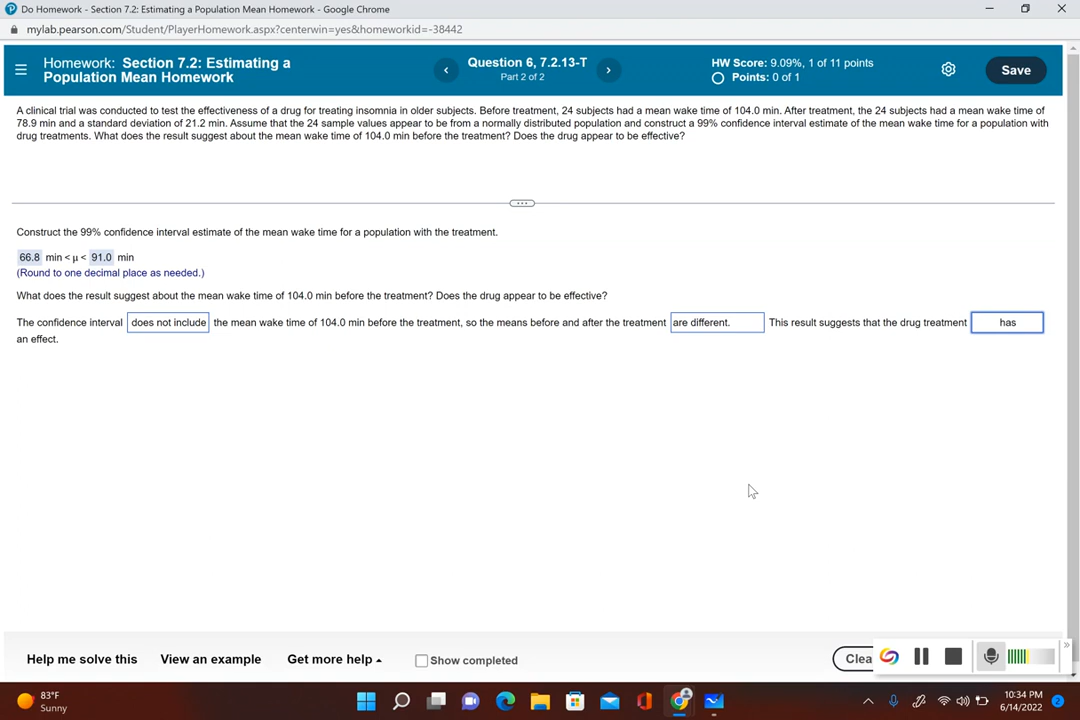 Do Homework - Section 7.2: Estimating a Population Mean Homework - Google Chrome
mylab.pearson.com/Student/PlayerHomework.aspx?centerwin=yes&homeworkid=-38442
Homework: Section 7.2: Estimating a
Population Mean Homework
Question 6, 7.2.13-T
Part 2 of 2
HW Score: 9.09%, 1 of 11 points
Points: 0 of 1
Save
A clinical trial was conducted to test the effectiveness of a drug for treating insomnia in older subjects. Before treatment, 24 subjects had a mean wake time of 104.0 min. After treatment, the 24 subjects had a mean wake time of
78.9 min and a standard deviation of 21.2 min. Assume that the 24 sample values appear to be from a normally distributed population and construct a 99% confidence interval estimate of the mean wake time for a population with
drug treatments. What does the result suggest about the mean wake time of 104.0 min before the treatment? Does the drug appear to be effective?
Construct the 99% confidence interval estimate of the mean wake time for a population with the treatment.
66.8 min < μ < 91.0 min
(Round to one decimal place as needed.)
What does the result suggest about the mean wake time of 104.0 min before the treatment? Does the drug appear to be effective?
The confidence interval does not include the mean wake time of 104.0 min before the treatment, so the means before and after the treatment are different. This result suggests that the drug treatment has
an effect.
Help me solve this
View an example
Get more help
Show completed
Clea
83°F
Sunny
10:34 PM
6/14/2022
2